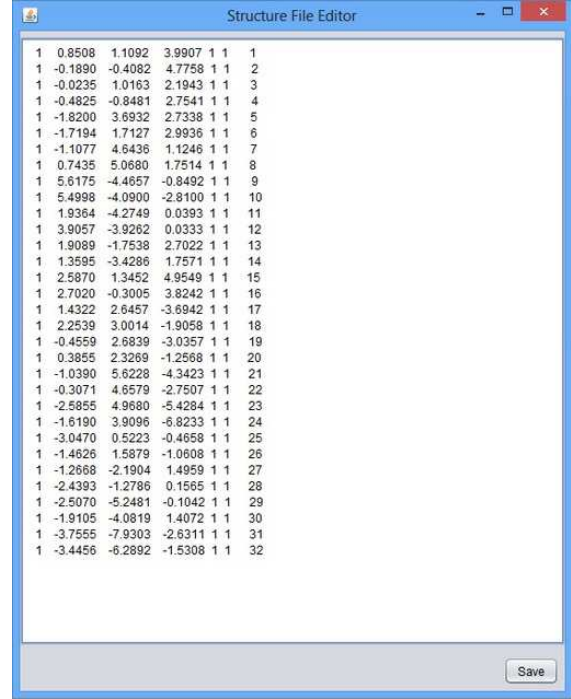 Structure File Editor
1 0.8508 1.1092 3.9907 1 1 1
1 -0.1890 -0.4082 4.7758 1 1 2
1 -0.0235 1.0163 2.1943 1 1 3
1 -0.4825 -0.8481 2.7541 1 1 4
1 -1.8200 3.6932 2.7338 1 1 5
1 -1.7194 1.7127 2.9936 1 1 6
1 -1.1077 4.6436 1.1246 1 1 7
1 0.7435 5.0680 1.7514 1 1 8
1 5.6175 -4.4657 -0.8492 1 1 9
1 5.4998 -4.0900 -2.8100 1 1 10
1 1.9364 -4.2749 0.0393 1 1 11
1 3.9057 -3.9262 0.0333 1 1 12
1 1.9089 -1.7538 2.7022 1 1 13
1 1.3595 -3.4286 1.7571 1 1 14
1 2.5870 1.3452 4.9549 1 1 15
1 2.7020 -0.3005 3.8242 1 1 16
1 1.4322 2.6457 -3.6942 1 1 17
1 2.2539 3.0014 -1.9058 1 1 18
1 -0.4559 2.6839 -3.0357 1 1 19
1 0.3855 2.3269 -1.2568 1 1 20
1 -1.0390 5.6228 -4.3423 1 1 21
1 -0.3071 4.6579 -2.7507 1 1 22
1 -2.5855 4.9680 -5.4284 1 1 23
1 -1.6190 3.9096 -6.8233 1 1 24
1 -3.0470 0.5223 -0.4658 1 1 25
1 -1.4626 1.5879 -1.0608 1 1 26
1 -1.2668 -2.1904 1.4959 1 1 27
1 -2.4393 -1.2786 0.1565 1 1 28
1 -2.5070 -5.2481 -0.1042 1 1 29
1 -1.9105 -4.0819 1.4072 1 1 30
1 -3.7555 -7.9303 -2.6311 1 1 31
1 -3.4456 -6.2892 -1.5308 1 1 32
Save